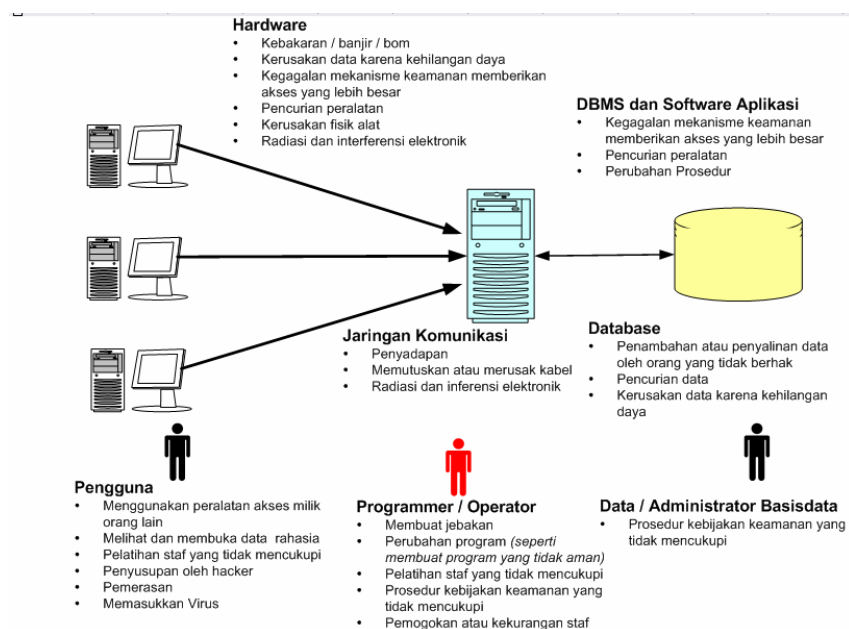 Hardware
• Kebakaran / banjir / bom
• Kerusakan data karena kehilangan daya
• Kegagalan mekanisme keamanan memberikan
akses yang lebih besar
• Pencurian peralatan
• Kerusakan fisik alat
• Radiasi dan interferensi elektronik
DBMS dan Software Aplikasi
• Kegagalan mekanisme keamanan
memberikan akses yang lebih besar
• Pencurian peralatan
• Perubahan Prosedur
Jaringan Komunikasi
• Penyadapan
• Memutuskan atau merusak kabel
• Radiasi dan inferensi elektronik
Database
• Penambahan atau penyalinan data
oleh orang yang tidak berhak
• Pencurian data
• Kerusakan data karena kehilangan
daya
Pengguna
• Menggunakan peralatan akses milik
orang lain
• Melihat dan membuka data rahasia
• Pelatihan staf yang tidak mencukupi
• Penyusupan oleh hacker
• Pemerasan
• Memasukkan Virus
Programmer / Operator
• Membuat jebakan
• Perubahan program (seperti
membuat program yang tidak aman)
• Pelatihan staf yang tidak mencukupi
• Prosedur kebijakan keamanan yang
tidak mencukupi
• Pemogokan atau kekurangan staf
Data / Administrator Basisdata
• Prosedur kebijakan keamanan yang
tidak mencukupi